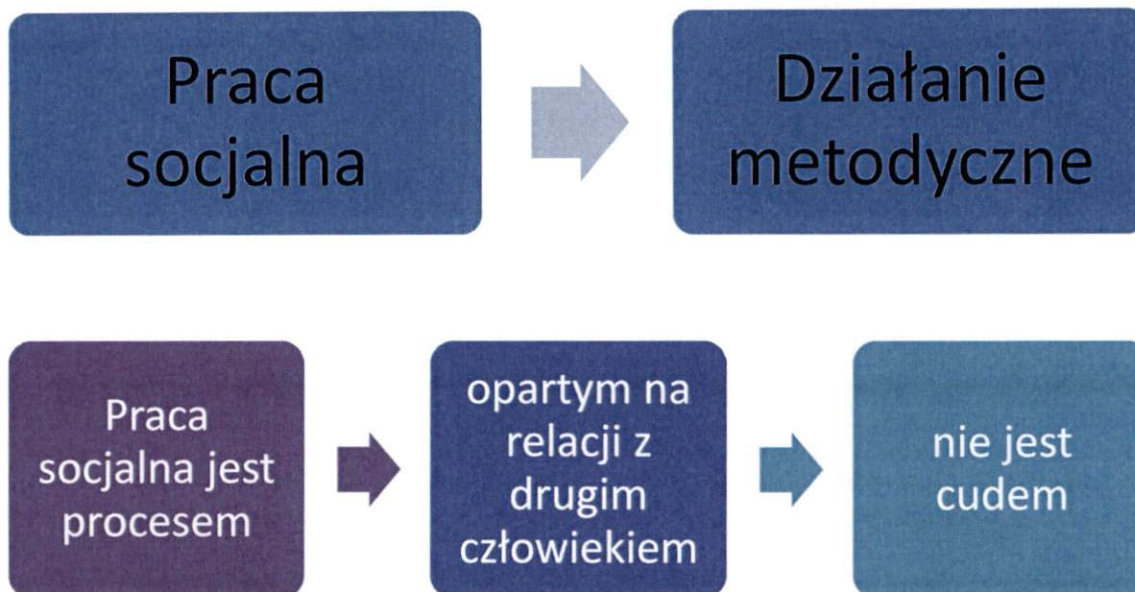 Praca
socjalna
Działanie
metodyczne
Praca
socjalna jest
procesem
opartym na
relacji z
drugim
człowiekiem
nie jest
cudem